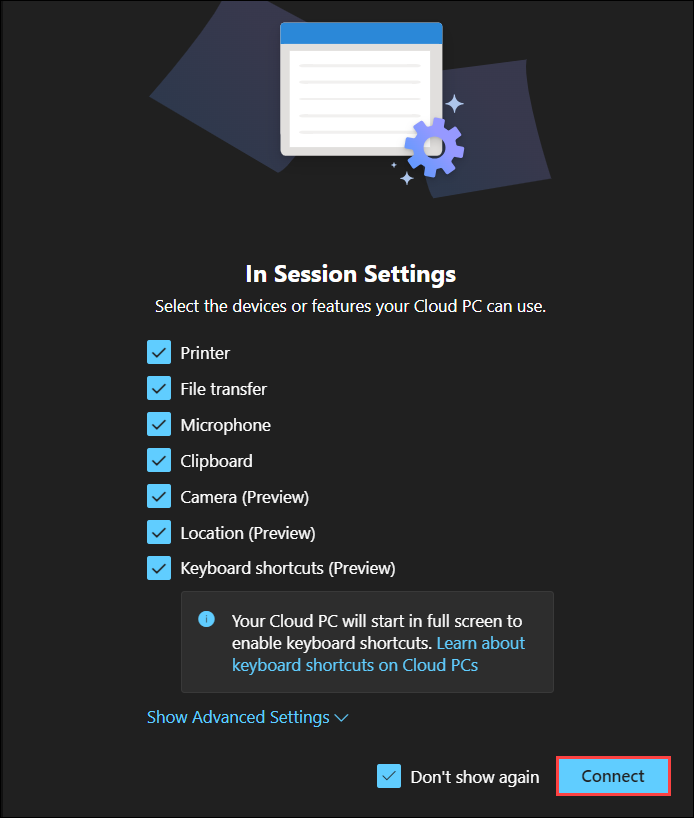 In Session Settings
Select the devices or features your Cloud PC can use.
Printer
File transfer
Microphone
Clipboard
Camera (Preview)
Location (Preview)
Keyboard shortcuts (Preview)
Your Cloud PC will start in full screen to
enable keyboard shortcuts. Learn about
keyboard shortcuts on Cloud PCs
Show Advanced Settings
Don't show again
Connect